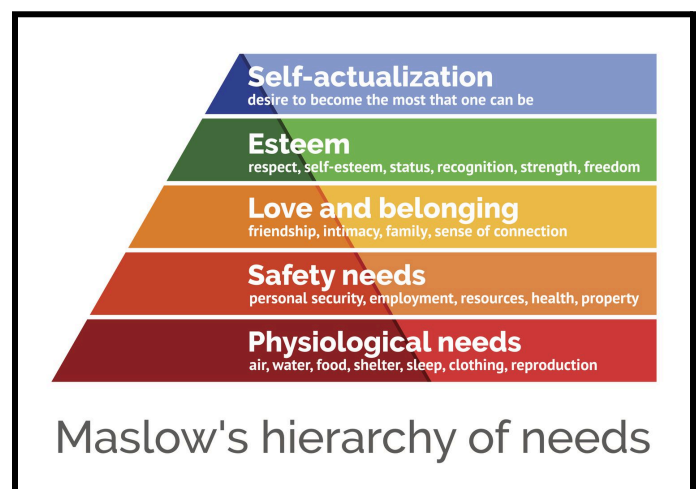 Self-actualization
desire to become the most that one can be
Esteem
respect, self-esteem, status, recognition, strength, freedom
Love and belonging
friendship, intimacy, family, sense of connection
Safety needs
personal security, employment, resources, health, property
Physiological needs
air, water, food, shelter, sleep, clothing, reproduction
Maslow's hierarchy of needs